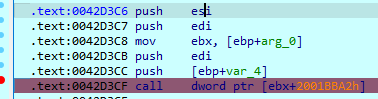 .text:0042D3C6 push    esi
.text:0042D3C7 push    edi
.text:0042D3C8 mov     ebx, [ebp+arg_0]
.text:0042D3CB push    edi
.text:0042D3CC push    [ebp+var_4]
.text:0042D3CF call    dword ptr [ebx+2001BBA2h]